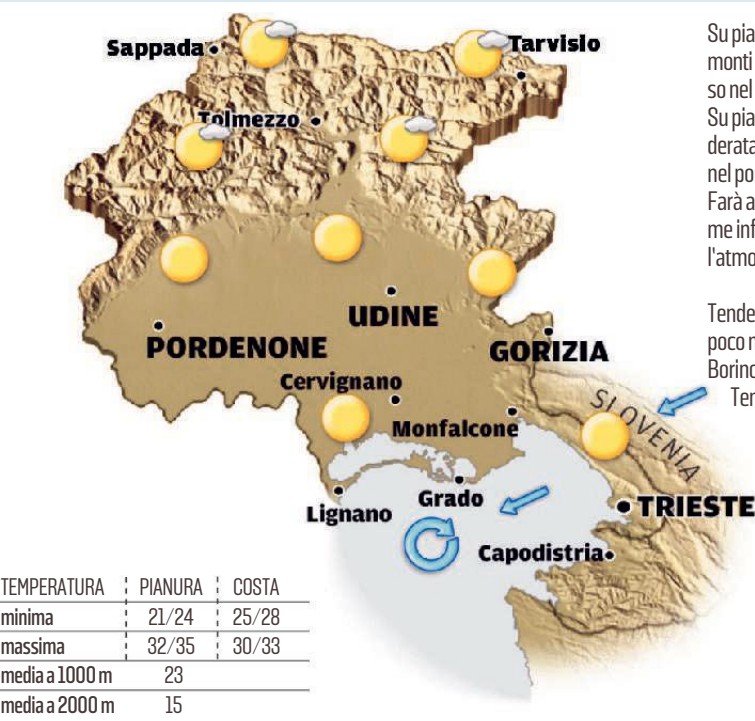 Sappada
Tarvisio
Tolmezzo
UDINE
PORDENONE
GORIZIA
Cervignano
Monfalcone
SLOVENIA
Lignano
Grado
TRIESTE
Capodistria
TEMPERATURA PIANURA COSTA
minima 21/24 25/28
massima 32/35 30/33
media a 1000 m 23
media a 2000 m 15
Su pia
monti
so nel
Su pia
derata
nel po
Farà a
me inf
l'atmo
Tende
poco n
Borino
Ten